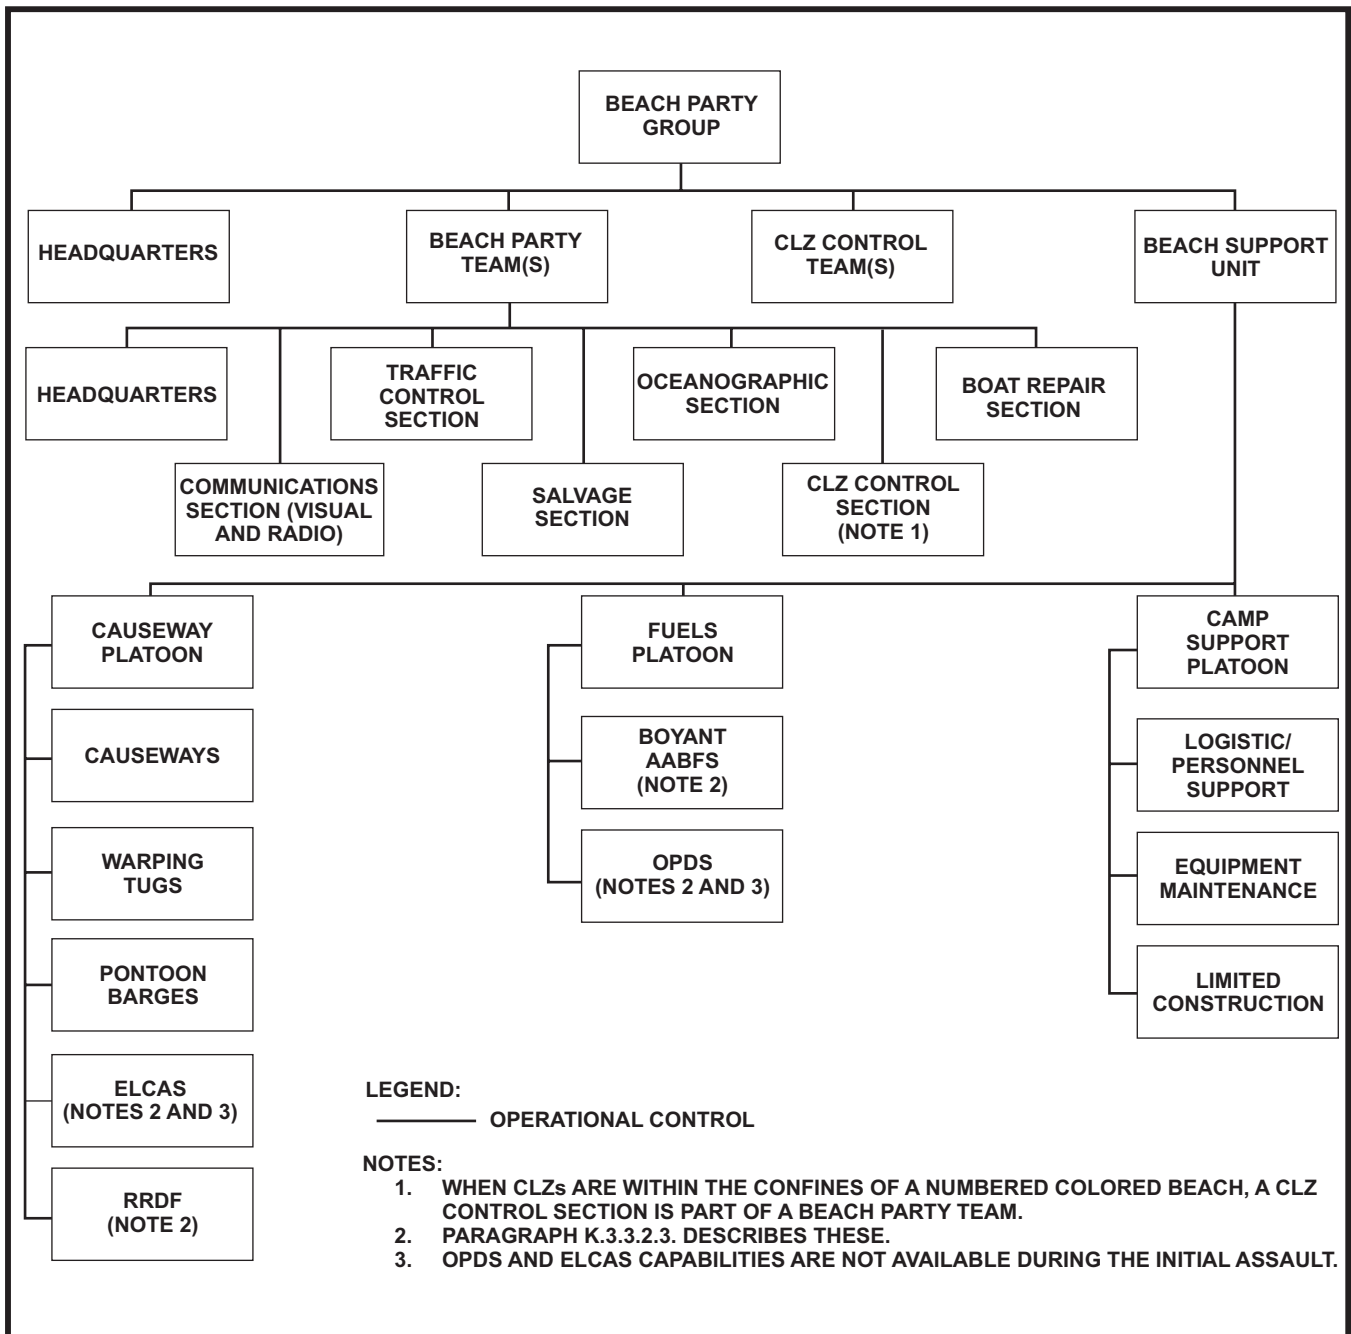 BEACH PARTY
GROUP
HEADQUARTERS
BEACH PARTY
TEAM(S)
CLZ CONTROL
TEAM(S)
BEACH SUPPORT
UNIT
HEADQUARTERS
TRAFFIC
CONTROL
SECTION
OCEANOGRAPHIC
SECTION
BOAT REPAIR
SECTION
COMMUNICATIONS
SECTION (VISUAL
AND RADIO)
SALVAGE
SECTION
CLZ CONTROL
SECTION
(NOTE 1)
CAUSEWAY
PLATOON
FUELS
PLATOON
CAMP
SUPPORT
PLATOON
CAUSEWAYS
BOYANT
AABFS
(NOTE 2)
LOGISTIC/
PERSONNEL
SUPPORT
WARPING
TUGS
OPDS
(NOTES 2 AND 3)
EQUIPMENT
MAINTENANCE
PONTOON
BARGES
LIMITED
CONSTRUCTION
ELCAS
(NOTES 2 AND 3)
RRDF
(NOTE 2)
LEGEND:
OPERATIONAL CONTROL
NOTES:
1. WHEN CLZs ARE WITHIN THE CONFINES OF A NUMBERED COLORED BEACH, A CLZ
CONTROL SECTION IS PART OF A BEACH PARTY TEAM.
2. PARAGRAPH K.3.3.2.3. DESCRIBES THESE.
3. OPDS AND ELCAS CAPABILITIES ARE NOT AVAILABLE DURING THE INITIAL ASSAULT.